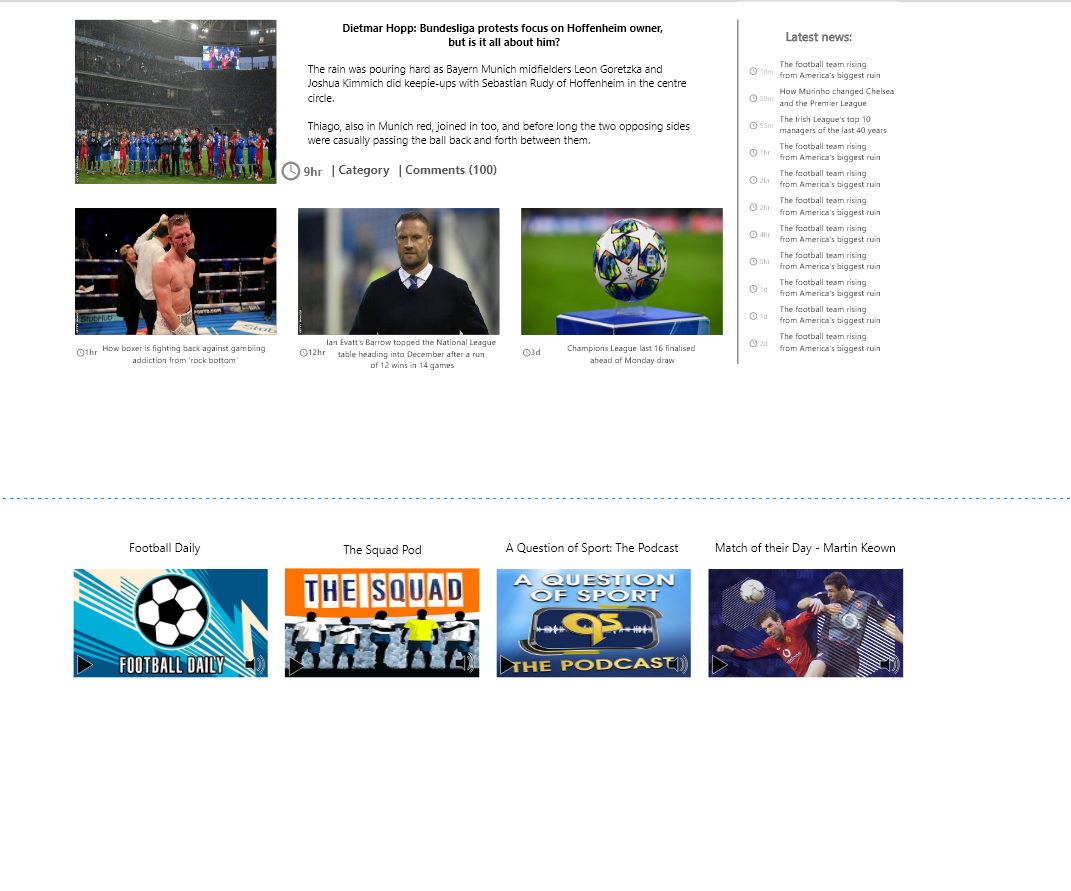 Dietmar Hopp: Bundesliga protests focus on Hoffenheim owner,
but is it all about him?
The rain was pouring hard as Bayern Munich midfielders Leon Goretzka and
Joshua Kimmich did keepie-ups with Sebastian Rudy of Hoffenheim in the centre
circle.
Thiago, also in Munich red, joined in too, and before long the two opposing sides
were casually passing the ball back and forth between them.
9hr | Category | Comments (100)
StubHub
1hr
How boxer is fighting back against gambling
addiction from 'rock bottom'
12hr
Ian Evatt's Barrow topped the National League
table heading into December after a run
of 12 wins in 14 games
3d
Champions League last 16 finalised
ahead of Monday draw
Latest news:
10m
The football team rising
from America's biggest ruin
50m
How Murinho changed Chelsea
and the Premier League
55m
The Irish League's top 10
managers of the last 40 years
1hr
The football team rising
from America's biggest ruin
2hr
The football team rising
from America's biggest ruin
2hr
The football team rising
from America's biggest ruin
4hr
The football team rising
from America's biggest ruin
5hr
The football team rising
from America's biggest ruin
1d
The football team rising
from America's biggest ruin
1d
The football team rising
from America's biggest ruin
2d
The football team rising
from America's biggest ruin
Football Daily
FOOTBALL DAILY
The Squad Pod
THE SQUAD
A Question of Sport: The Podcast
A QUESTION
OF SPORT
QS
THE PODCAST
Match of their Day - Martin Keown